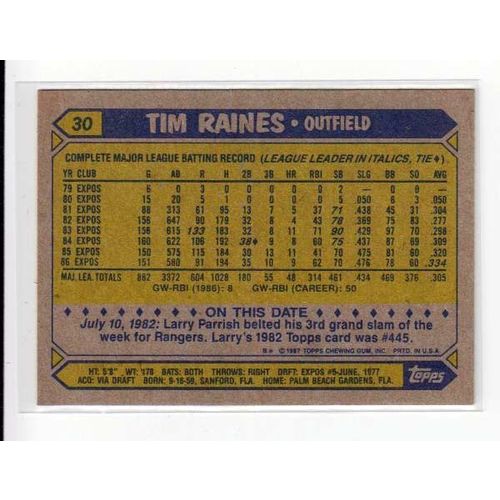 30 TIM RAINES • OUTFIELD
COMPLETE MAJOR LEAGUE BATTING RECORD (LEAGUE LEADER IN ITALICS, TIE♦)
YR CLUB G AB R H 2B 3B HR RBI SB SLG BB SO AVG
79 EXPOS 6 0 3 0 0 0 0 0 2 — 0 0 —
80 EXPOS 15 20 5 1 0 0 0 0 5 .050 6 3 .050
81 EXPOS 88 313 61 95 13 7 5 37 71 .438 45 31 .304
82 EXPOS 156 647 90 179 32 8 4 43 78 .369 75 83 .277
83 EXPOS 156 615 133 183 32 8 11 71 90 .429 97 70 .298
84 EXPOS 160 622 106 192 38♦ 9 8 60 75 .437 87 69 .309
85 EXPOS 150 575 115 184 30 13 11 41 70 .475 81 60 .320
86 EXPOS 151 580 91 194 35 10 9 62 70 .476 78 60 .334
MAJ. LEA. TOTALS 882 3372 604 1028 180 55 48 314 461 .434 469 376 .305
GW-RBI (1986): 8 GW-RBI (CAREER): 50
♦ ♦ ♦ ♦ ♦ ♦ ON THIS DATE ♦ ♦ ♦ ♦ ♦ ♦
July 10, 1982: Larry Parrish belted his 3rd grand slam of the
week for Rangers. Larry's 1982 Topps card was #445.
B* © 1987 TOPPS CHEWING GUM, INC. PRTD. IN U.S.A.
HT: 5'8" WT: 178 BATS: BOTH THROWS: RIGHT DRFT: EXPOS #5-JUNE, 1977
ACQ: VIA DRAFT BORN: 9-16-59, SANFORD, FLA. HOME: PALM BEACH GARDENS, FLA.
topps